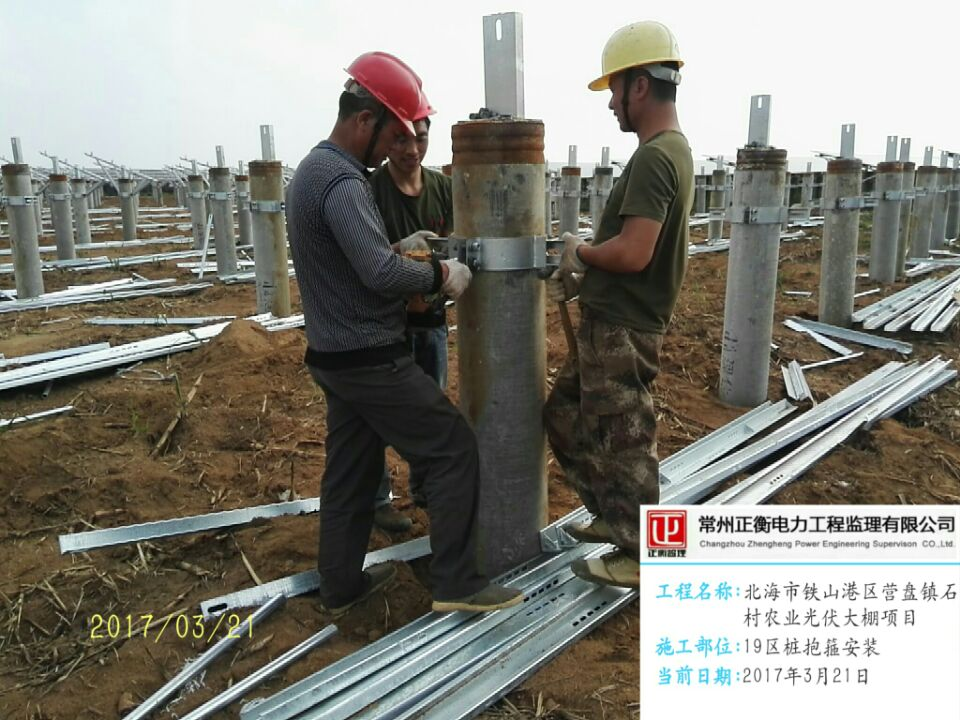 2017/03/21
正衡監理
常州正衡电力工程监理有限公司
Changzhou Zhengheng Power Engineering Supervison CO.,Ltd
工程名称:北海市铁山港区营盘镇石
村农业光伏大棚项目
施工部位:19区桩抱箍安装
当前日期:2017年3月21日